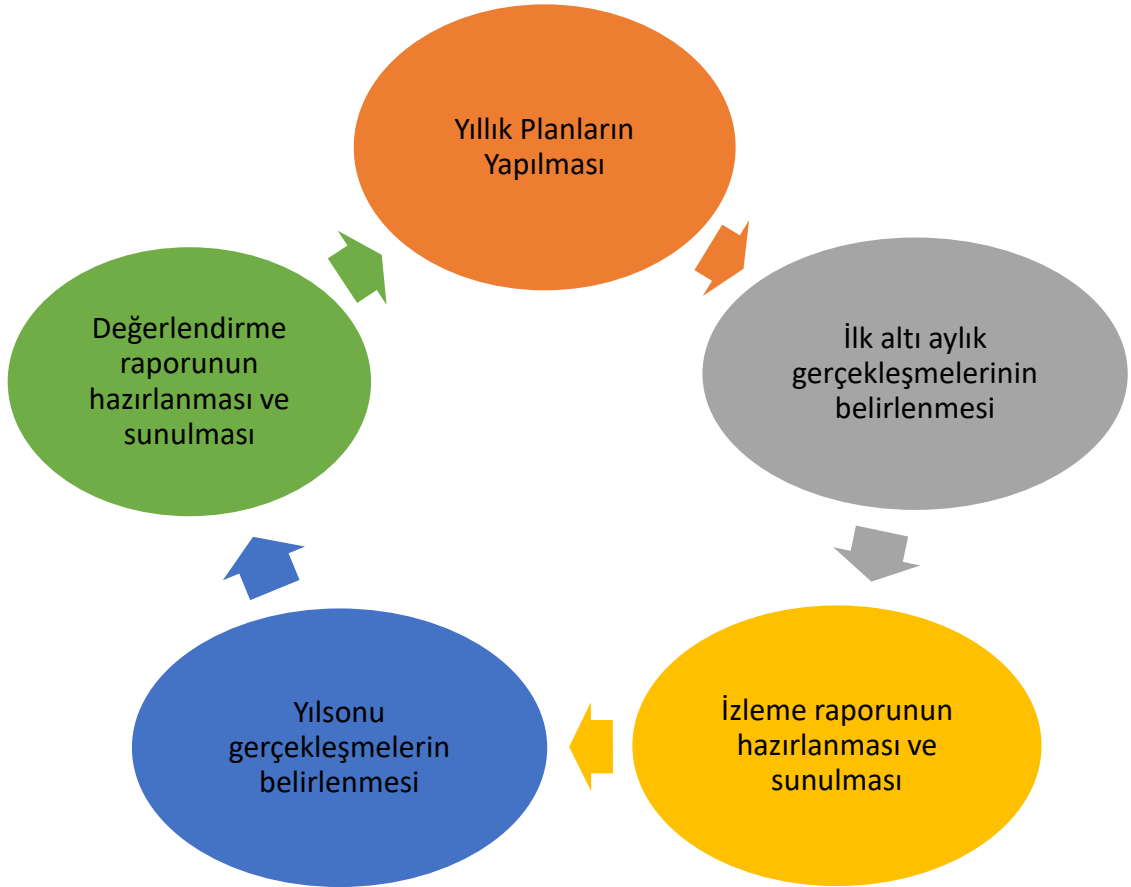 Yıllık Planların
Yapılması
İlk altı aylık
gerçekleşmelerinin
belirlenmesi
İzleme raporunun
hazırlanması ve
sunulması
Yılsonu
gerçekleşmelerin
belirlenmesi
Değerlendirme
raporunun
hazırlanması ve
sunulması